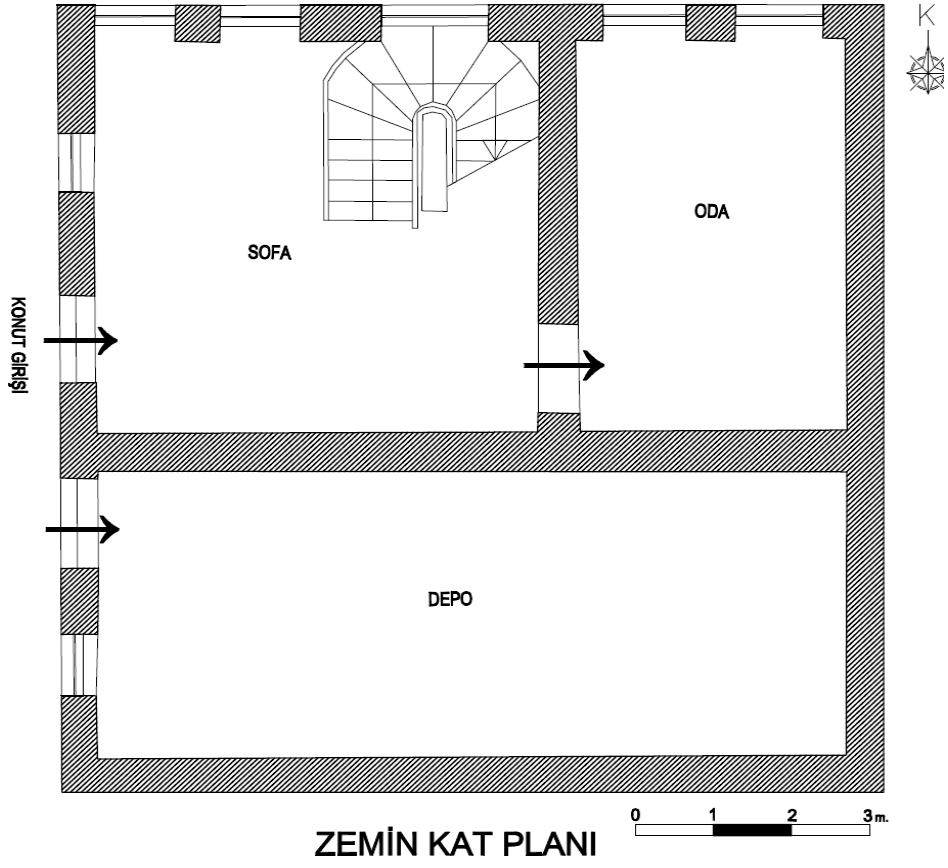 K
ODA
SOFA
KONUT GİRİŞİ
DEPO
0 1 2 3 m.
ZEMİN KAT PLANI